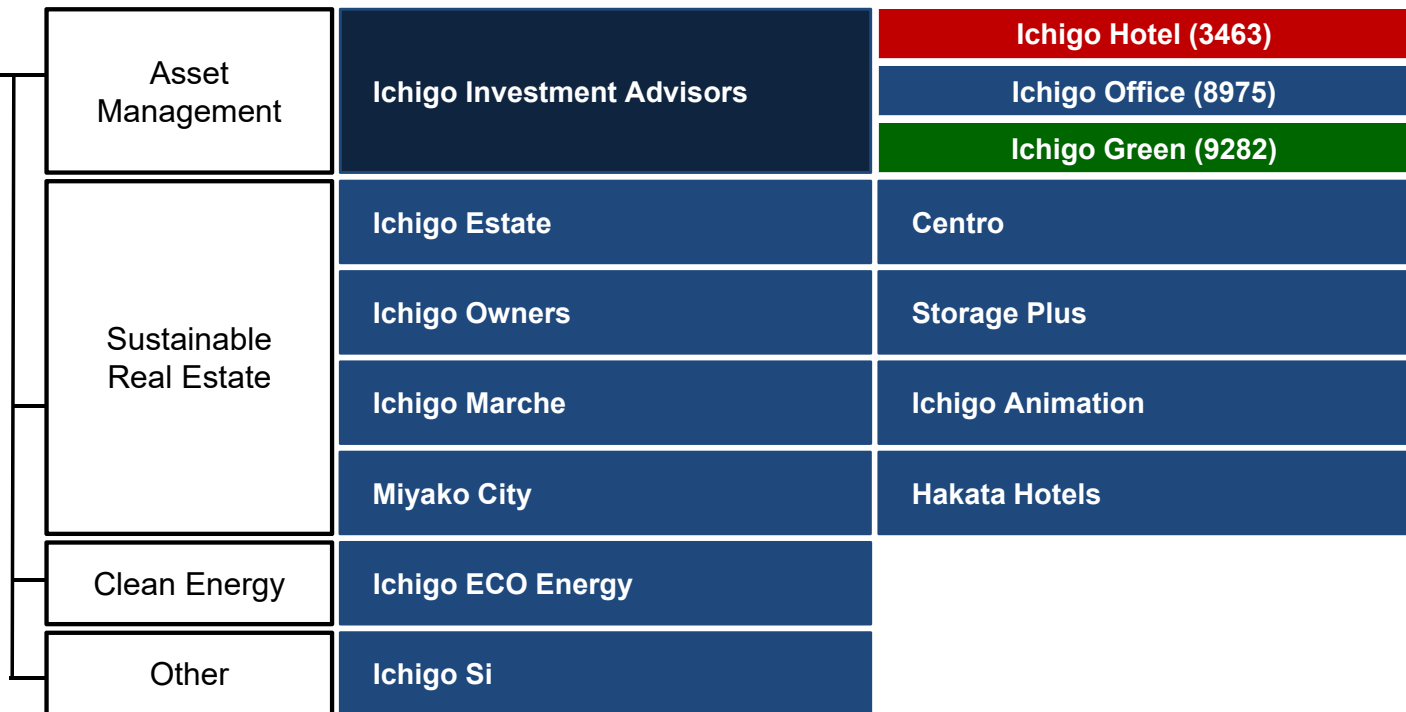 Asset
Management
Ichigo Investment Advisors
Ichigo Hotel (3463)
Ichigo Office (8975)
Ichigo Green (9282)
Sustainable
Real Estate
Ichigo Estate
Centro
Ichigo Owners
Storage Plus
Ichigo Marche
Ichigo Animation
Miyako City
Hakata Hotels
Clean Energy
Ichigo ECO Energy
Other
Ichigo Si